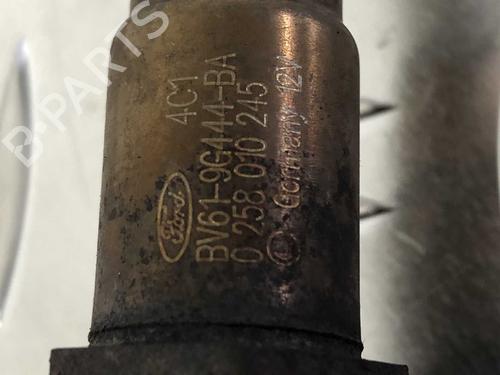 4C1
BV61-9G444-BA
0 258 010 245
Germany 12V
Ford
B-PARTS